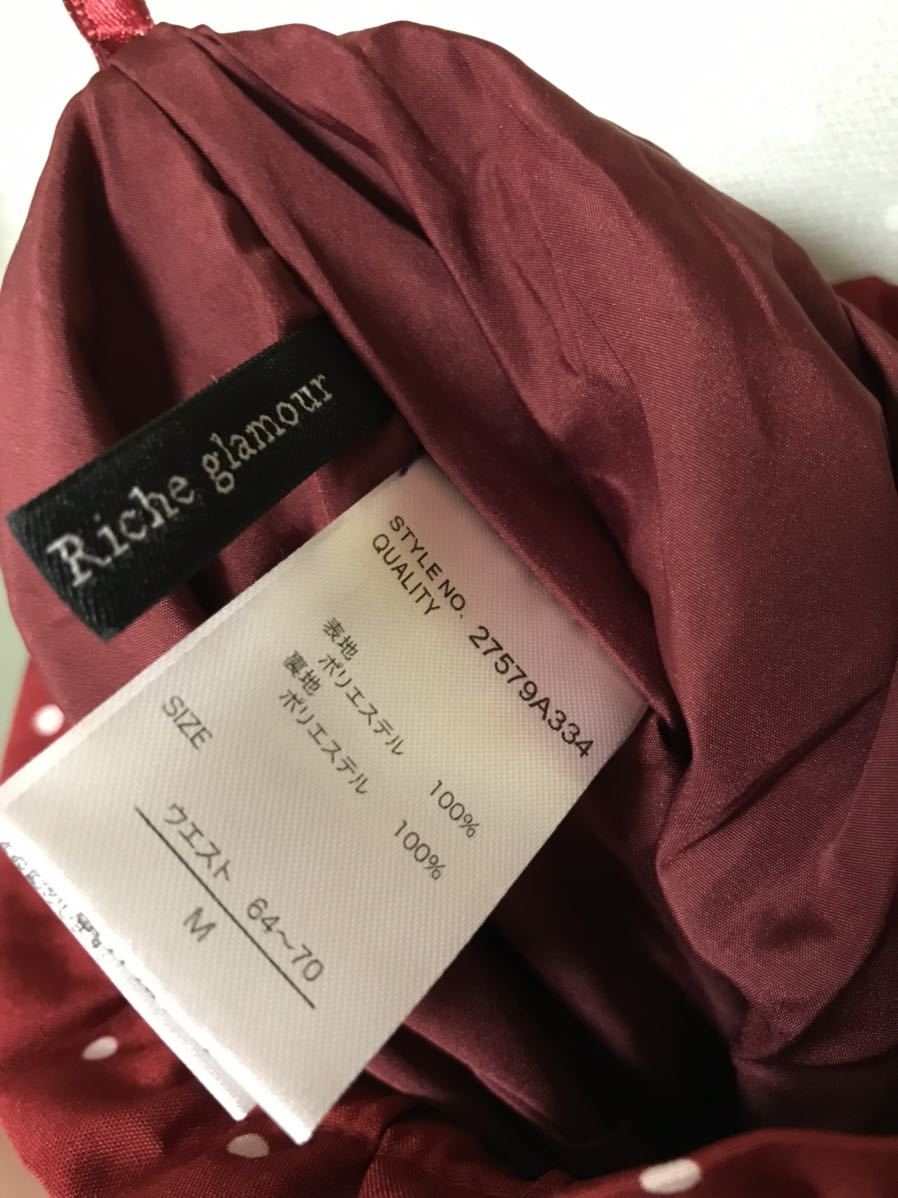 Riche glamour
STYLE NO. 27579A334
QUALITY
表地
ポリエステル 100%
裏地
ポリエステル 100%
SIZE
ウエスト 64～70
M